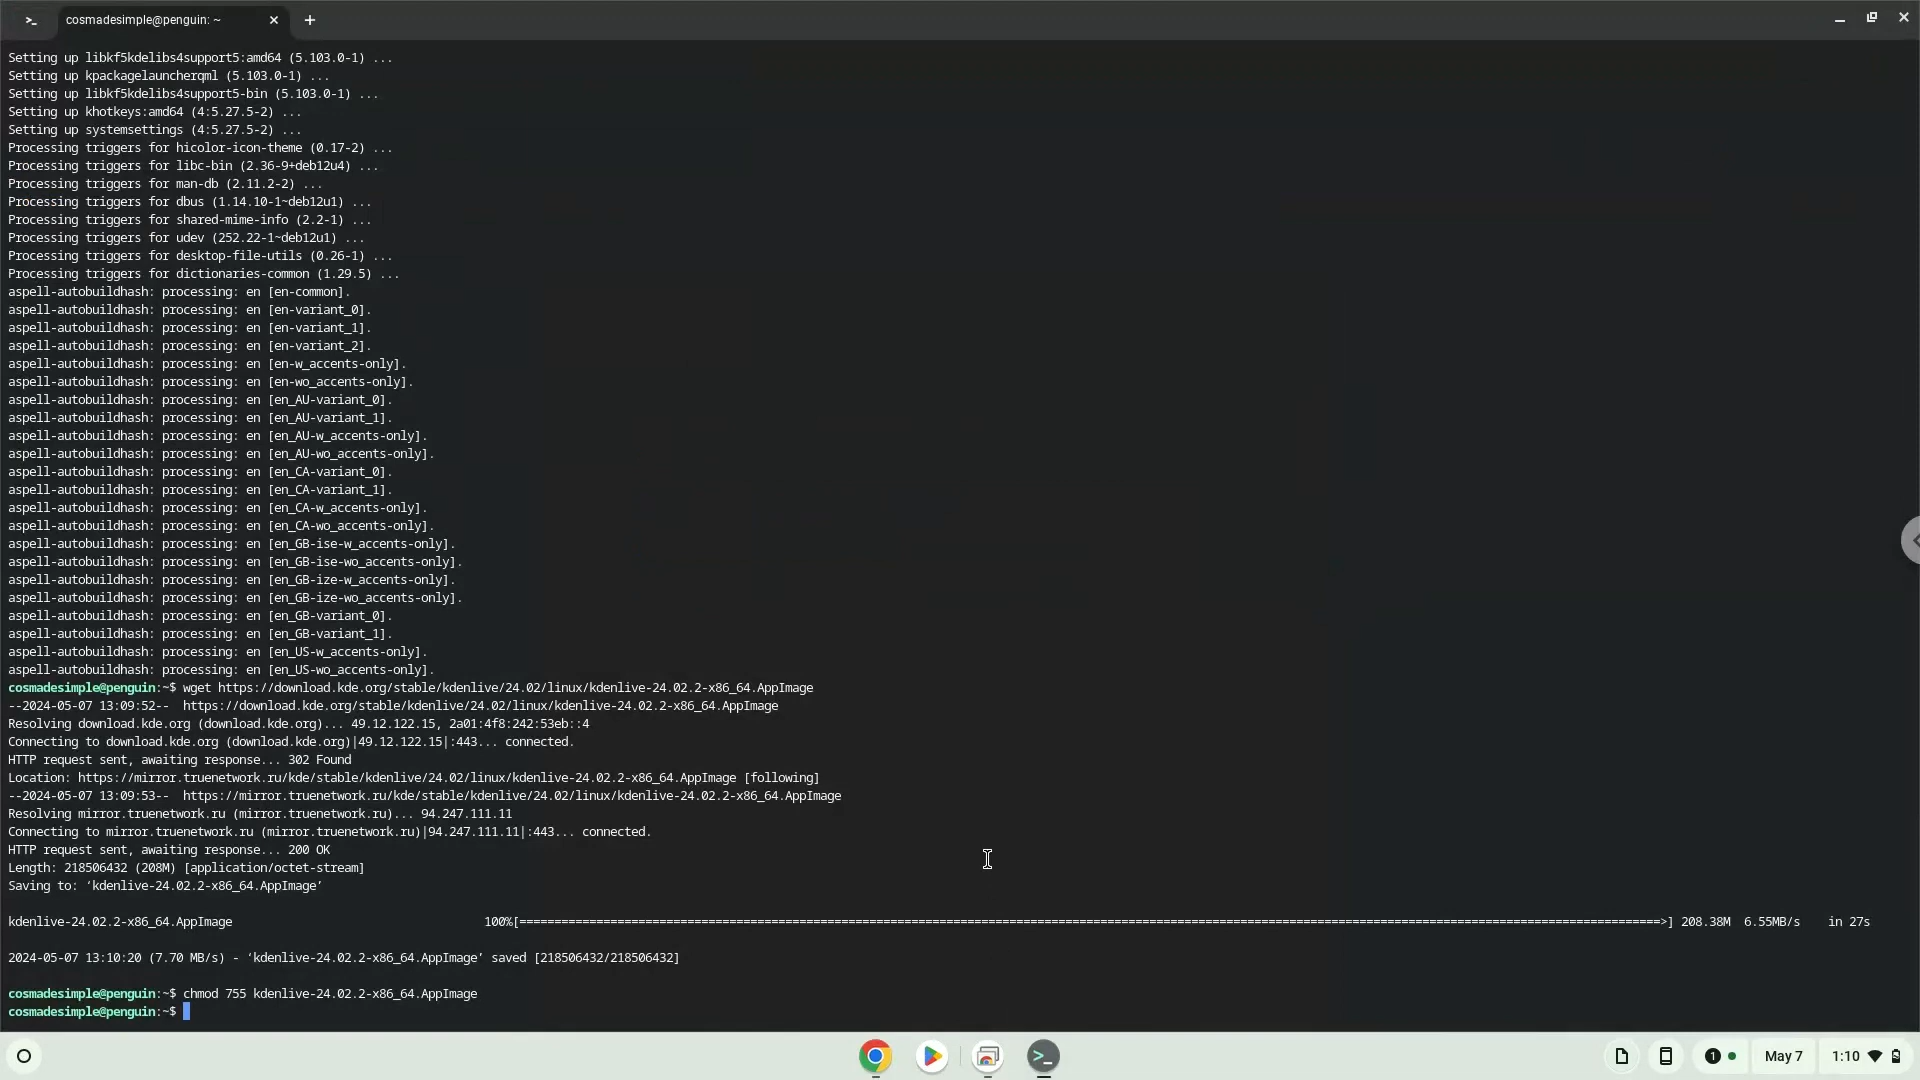 cosmadesimple@penguin: ~
Setting up libkf5kdelibs4support5:amd64 (5.103.0-1) ...
Setting up kpackagelauncherqml (5.103.0-1) ...
Setting up libkf5kdelibs4support5-bin (5.103.0-1) ...
Setting up khotkeys:amd64 (4:5.27.5-2) ...
Setting up systemsettings (4:5.27.5-2) ...
Processing triggers for hicolor-icon-theme (0.17-2) ...
Processing triggers for libc-bin (2.36-9+deb12u4) ...
Processing triggers for man-db (2.11.2-2) ...
Processing triggers for dbus (1.14.10-1~deb12u1) ...
Processing triggers for shared-mime-info (2.2-1) ...
Processing triggers for udev (252.22-1~deb12u1) ...
Processing triggers for desktop-file-utils (0.26-1) ...
Processing triggers for dictionaries-common (1.29.5) ...
aspell-autobuildhash: processing: en [en-common].
aspell-autobuildhash: processing: en [en-variant_0].
aspell-autobuildhash: processing: en [en-variant_1].
aspell-autobuildhash: processing: en [en-variant_2].
aspell-autobuildhash: processing: en [en-w_accents-only].
aspell-autobuildhash: processing: en [en-wo_accents-only].
aspell-autobuildhash: processing: en [en_AU-variant_0].
aspell-autobuildhash: processing: en [en_AU-variant_1].
aspell-autobuildhash: processing: en [en_AU-w_accents-only].
aspell-autobuildhash: processing: en [en_AU-wo_accents-only].
aspell-autobuildhash: processing: en [en_CA-variant_0].
aspell-autobuildhash: processing: en [en_CA-variant_1].
aspell-autobuildhash: processing: en [en_CA-w_accents-only].
aspell-autobuildhash: processing: en [en_CA-wo_accents-only].
aspell-autobuildhash: processing: en [en_GB-ise-w_accents-only].
aspell-autobuildhash: processing: en [en_GB-ise-wo_accents-only].
aspell-autobuildhash: processing: en [en_GB-ize-w_accents-only].
aspell-autobuildhash: processing: en [en_GB-ize-wo_accents-only].
aspell-autobuildhash: processing: en [en_GB-variant_0].
aspell-autobuildhash: processing: en [en_GB-variant_1].
aspell-autobuildhash: processing: en [en_US-w_accents-only].
aspell-autobuildhash: processing: en [en_US-wo_accents-only].
cosmadesimple@penguin:~$ wget https://download.kde.org/stable/kdenlive/24.02/linux/kdenlive-24.02.2-x86_64.AppImage
--2024-05-07 13:09:52--  https://download.kde.org/stable/kdenlive/24.02/linux/kdenlive-24.02.2-x86_64.AppImage
Resolving download.kde.org (download.kde.org)... 49.12.122.15, 2a01:4f8:242:53eb::4
Connecting to download.kde.org (download.kde.org)|49.12.122.15|:443... connected.
HTTP request sent, awaiting response... 302 Found
Location: https://mirror.truenetwork.ru/kde/stable/kdenlive/24.02/linux/kdenlive-24.02.2-x86_64.AppImage [following]
--2024-05-07 13:09:53--  https://mirror.truenetwork.ru/kde/stable/kdenlive/24.02/linux/kdenlive-24.02.2-x86_64.AppImage
Resolving mirror.truenetwork.ru (mirror.truenetwork.ru)... 94.247.111.11
Connecting to mirror.truenetwork.ru (mirror.truenetwork.ru)|94.247.111.11|:443... connected.
HTTP request sent, awaiting response... 200 OK
Length: 218506432 (208M) [application/octet-stream]
Saving to: ‘kdenlive-24.02.2-x86_64.AppImage’
kdenlive-24.02.2-x86_64.AppImage 100%[===================>] 208.38M 6.55MB/s in 27s
2024-05-07 13:10:20 (7.70 MB/s) - ‘kdenlive-24.02.2-x86_64.AppImage’ saved [218506432/218506432]
cosmadesimple@penguin:~$ chmod 755 kdenlive-24.02.2-x86_64.AppImage
cosmadesimple@penguin:~$
1 May 7 1:10